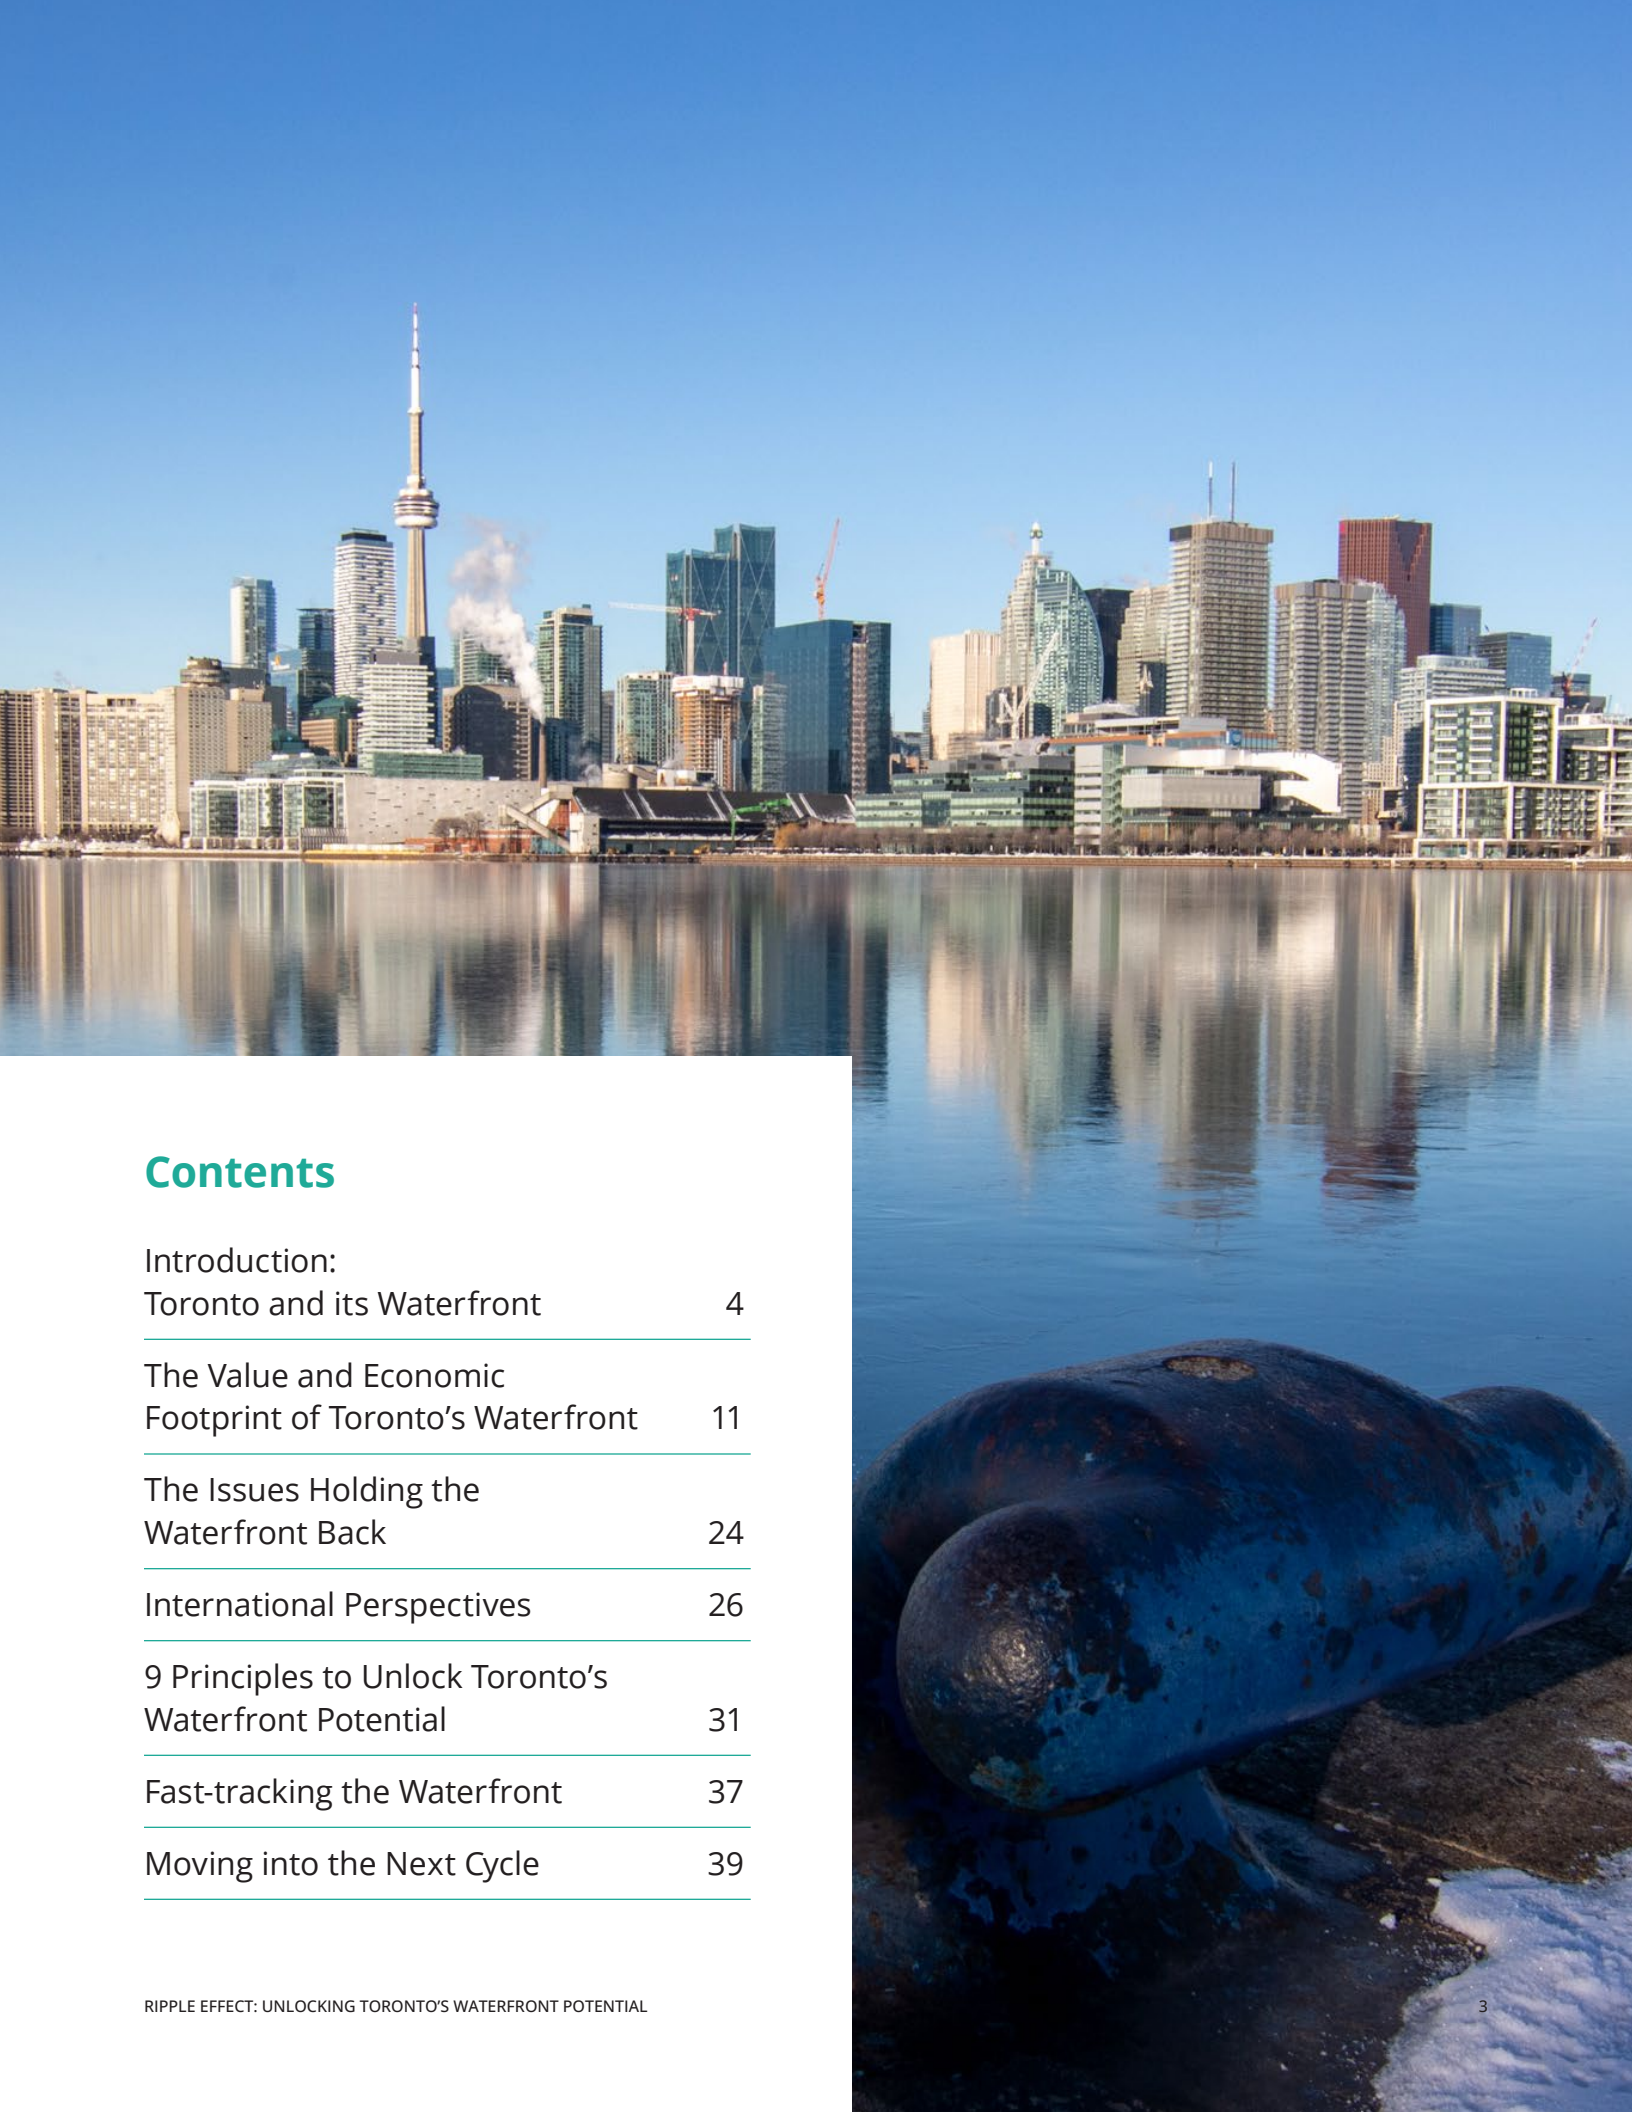 Contents
Introduction:
Toronto and its Waterfront 4
The Value and Economic
Footprint of Toronto’s Waterfront 11
The Issues Holding the
Waterfront Back 24
International Perspectives 26
9 Principles to Unlock Toronto’s
Waterfront Potential 31
Fast-tracking the Waterfront 37
Moving into the Next Cycle 39
RIPPLE EFFECT: UNLOCKING TORONTO’S WATERFRONT POTENTIAL 3